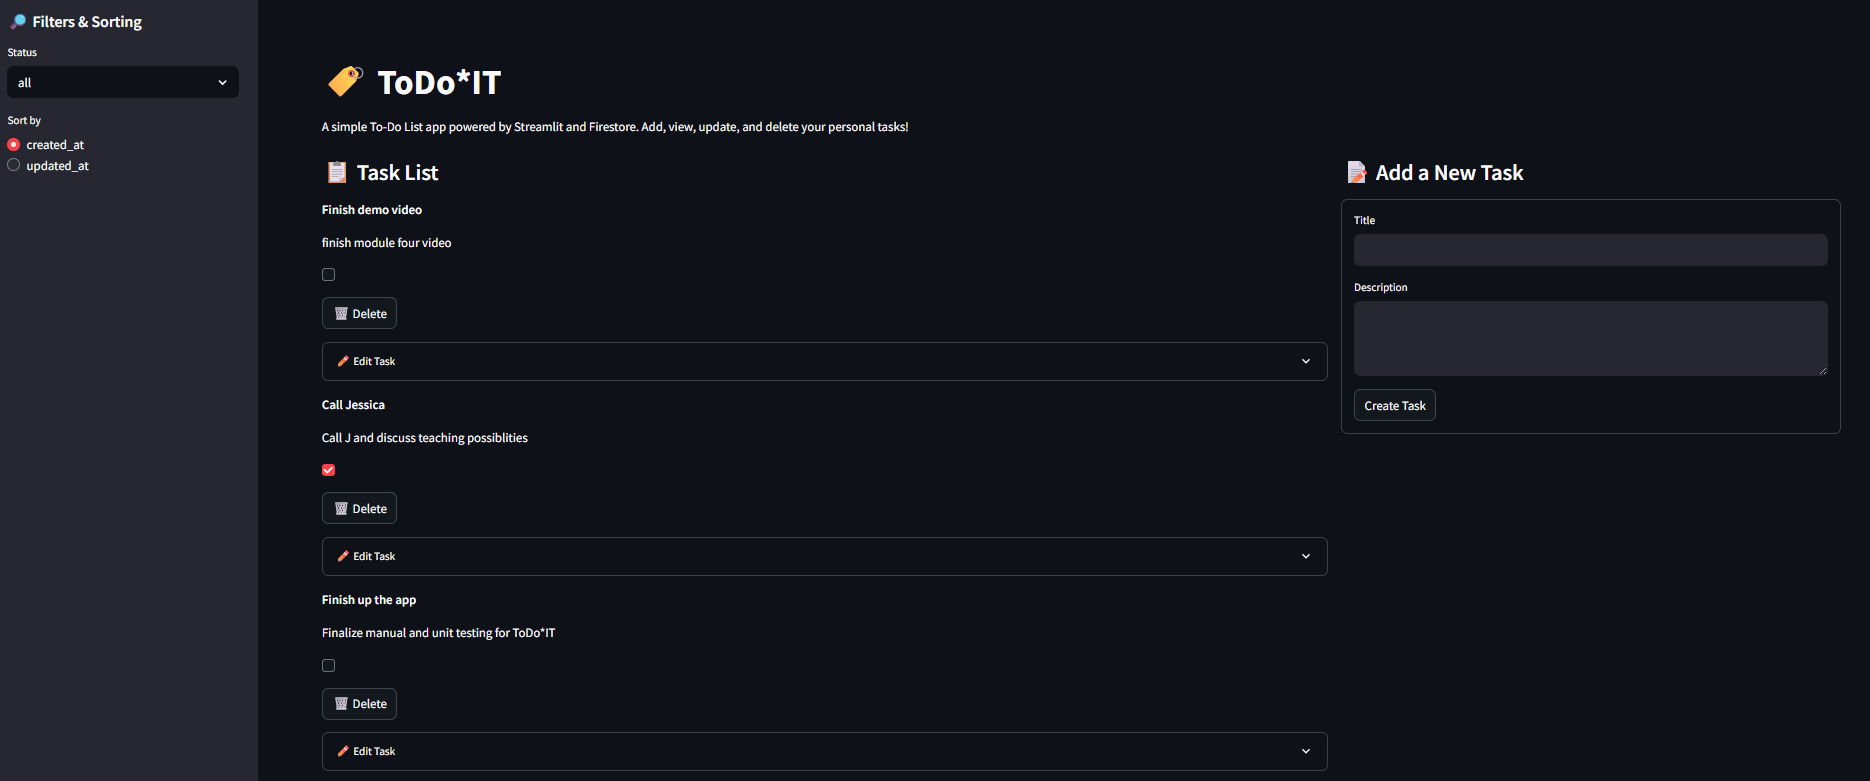 Filters & Sorting
Status
all
Sort by
created_at
updated_at
ToDo*IT
A simple To-Do List app powered by Streamlit and Firestore. Add, view, update, and delete your personal tasks!
Task List
Finish demo video
finish module four video
Delete
Edit Task
Call Jessica
Call J and discuss teaching possiblities
Delete
Edit Task
Finish up the app
Finalize manual and unit testing for ToDo*IT
Delete
Edit Task
Add a New Task
Title
Description
Create Task